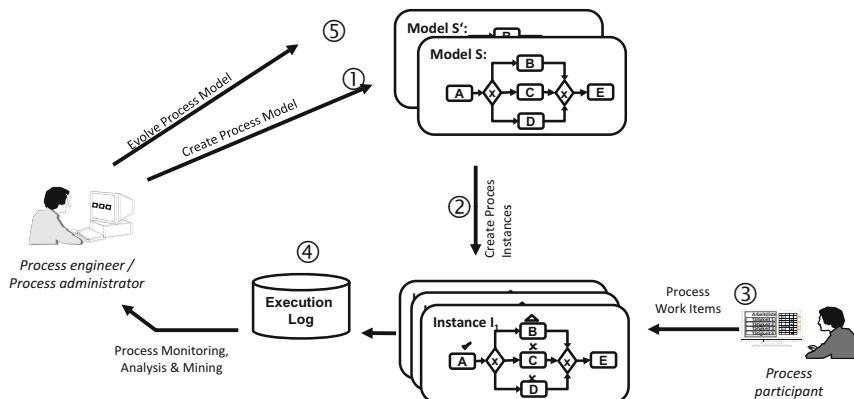 ⑤
Model S':
B
①
Model S:
B
A
x
C
x
E
D
Evolve Process Model
Create Process Model
②
Create Proces
Instances
④
Process engineer /
Process administrator
Execution
Log
Process Monitoring,
Analysis & Mining
Instance I1
B
A
x
C
x
E
D
Process
Work Items
③
Process
participant